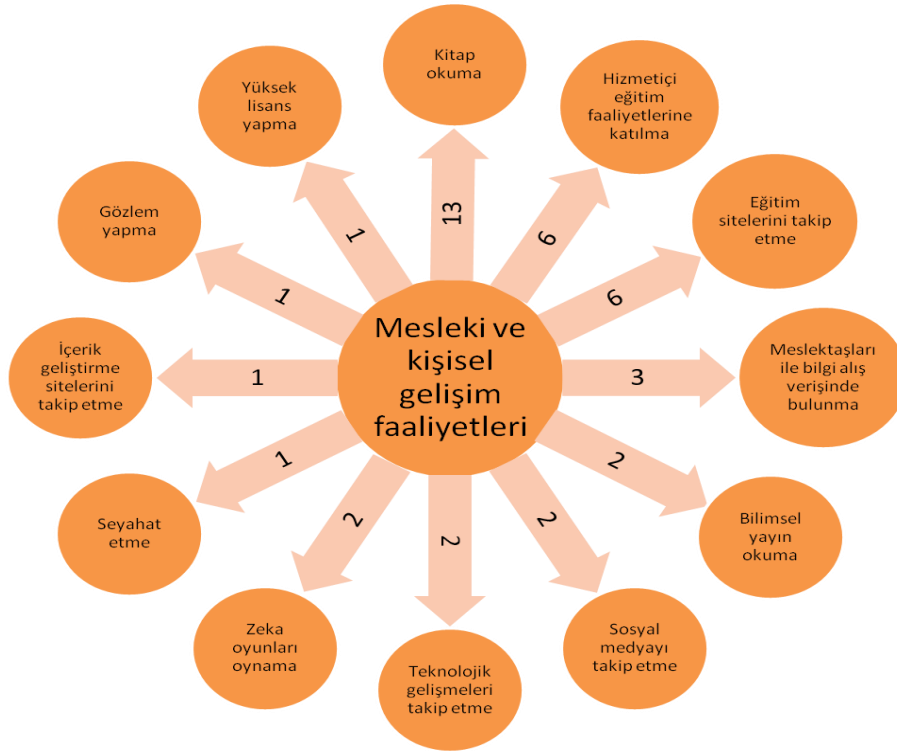 Mesleki ve
kişisel
gelişim
faaliyetleri
13
Kitap
okuma
6
Hizmetiçi
eğitim
faaliyetlerine
katılma
6
Eğitim
sitelerini takip
etme
3
Meslektaşları
ile bilgi alış
verişinde
bulunma
2
Bilimsel
yayın
okuma
2
Sosyal
medyayı
takip etme
2
Teknolojik
gelişmeleri
takip etme
2
Zeka
oyunları
oynama
1
Seyahat
etme
1
İçerik
geliştirme
sitelerini
takip etme
1
Gözlem
yapma
1
Yüksek
lisans
yapma